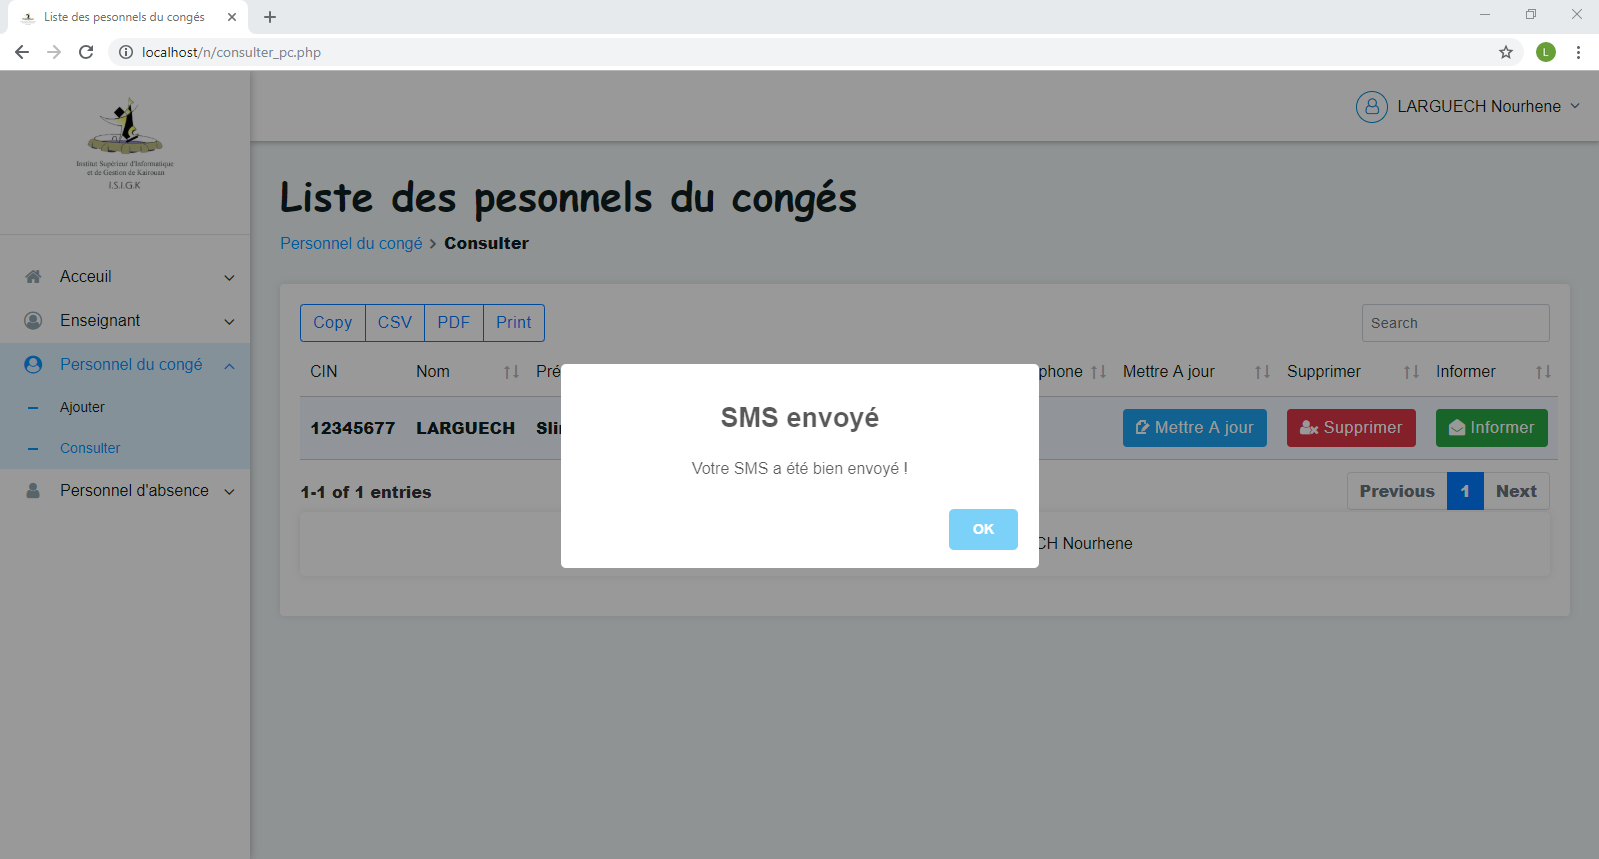 Liste des pesonnels du congés
localhost/n/consulter_pc.php
L
Institut Supérieur d'Informatique
et de Gestion de Kairouan
I.S.I.G.K
LARGUECH Nourhene
Liste des pesonnels du congés
Personnel du congé > Consulter
Acceuil
Enseignant
Personnel du congé
Ajouter
Consulter
Personnel d'absence
Copy CSV PDF Print
Search
CIN Nom Pré phone Mettre A jour Supprimer Informer
12345677 LARGUECH Mettre A jour Supprimer Informer
1-1 of 1 entries
Previous 1 Next
CH Nourhene
SMS envoyé
Votre SMS a été bien envoyé !
OK